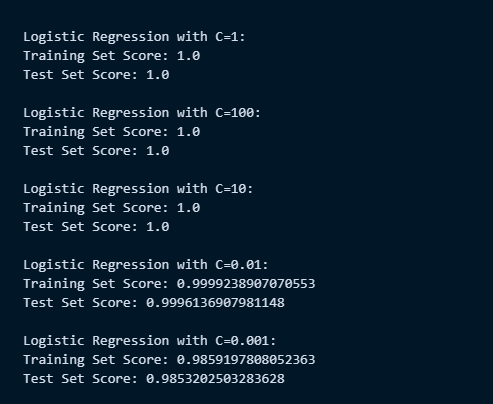 Logistic Regression with C=1:
Training Set Score: 1.0
Test Set Score: 1.0
Logistic Regression with C=100:
Training Set Score: 1.0
Test Set Score: 1.0
Logistic Regression with C=10:
Training Set Score: 1.0
Test Set Score: 1.0
Logistic Regression with C=0.01:
Training Set Score: 0.9999238907070553
Test Set Score: 0.9996136907981148
Logistic Regression with C=0.001:
Training Set Score: 0.9859197808052363
Test Set Score: 0.9853202503283628